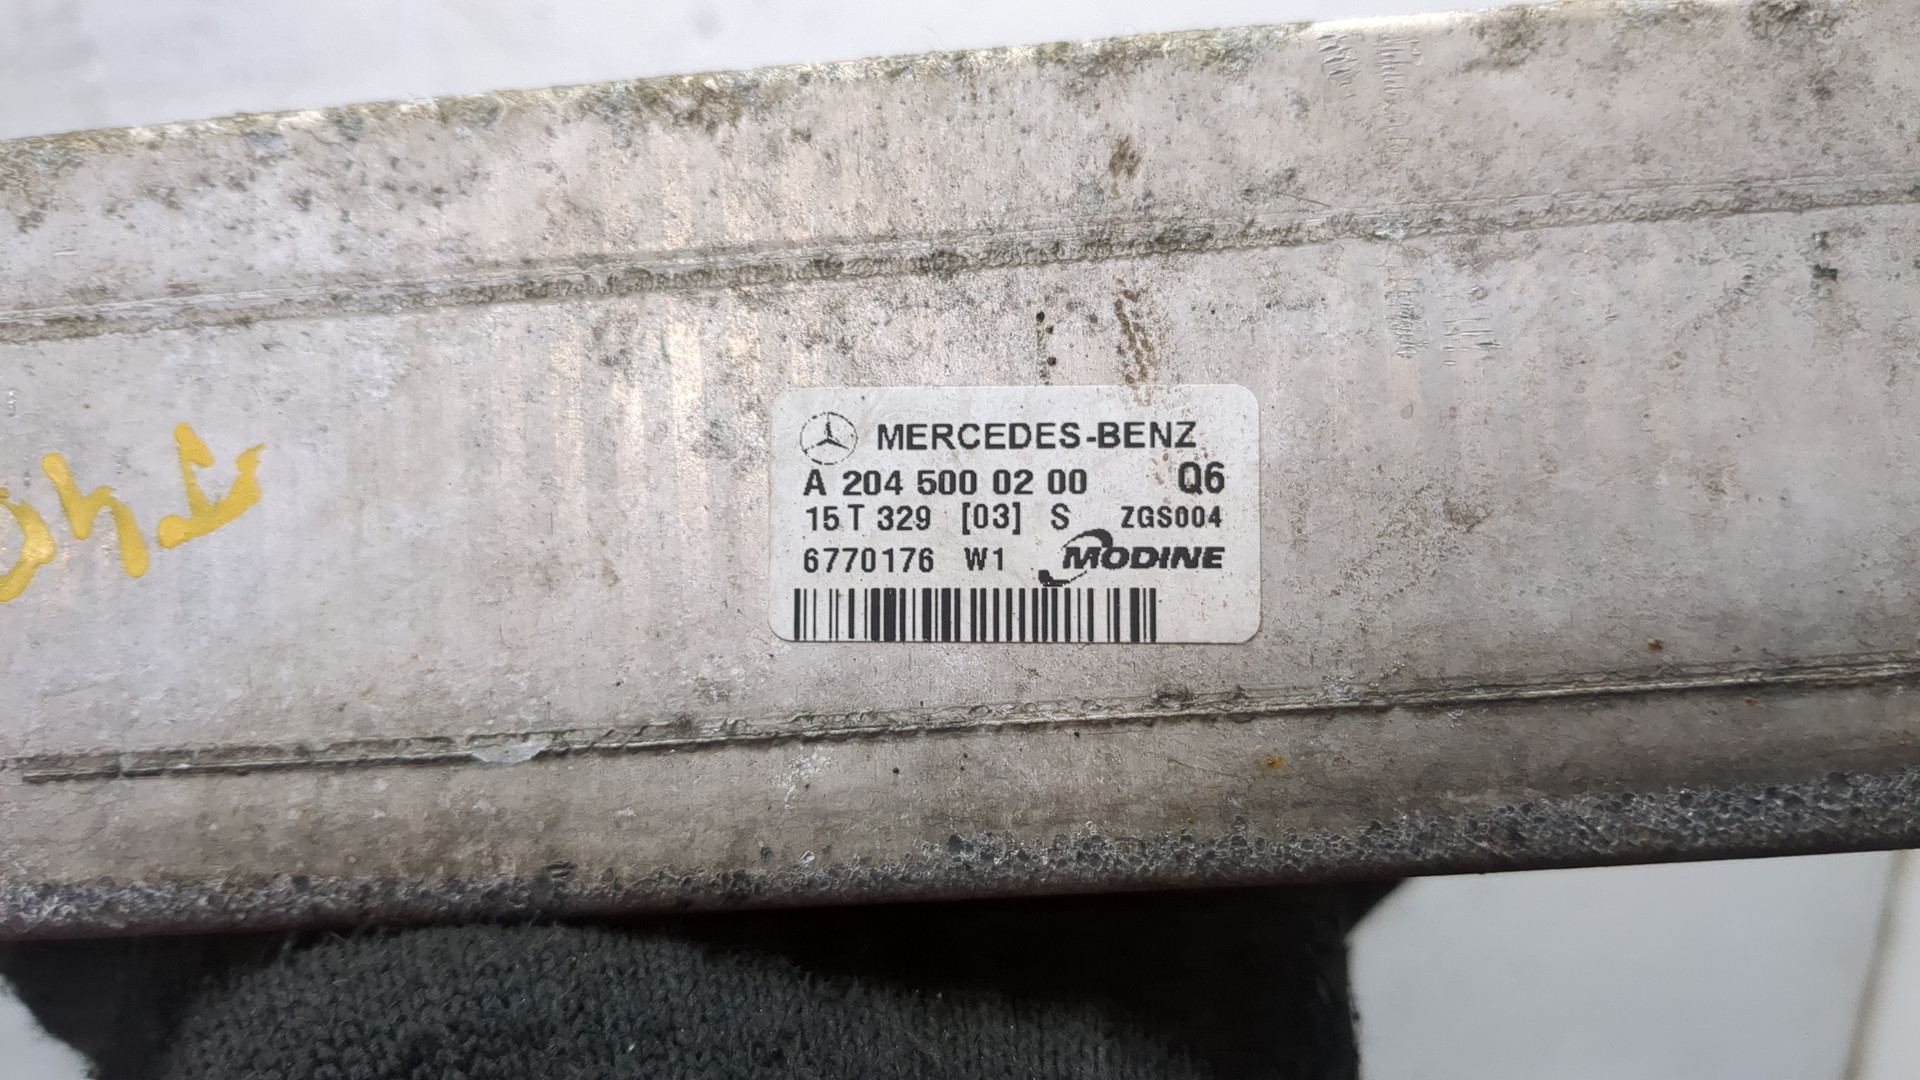 MERCEDES-BENZ
A 204 500 02 00 Q6
15 T 329 [03] S ZGS004
6770176 W1 MODINE